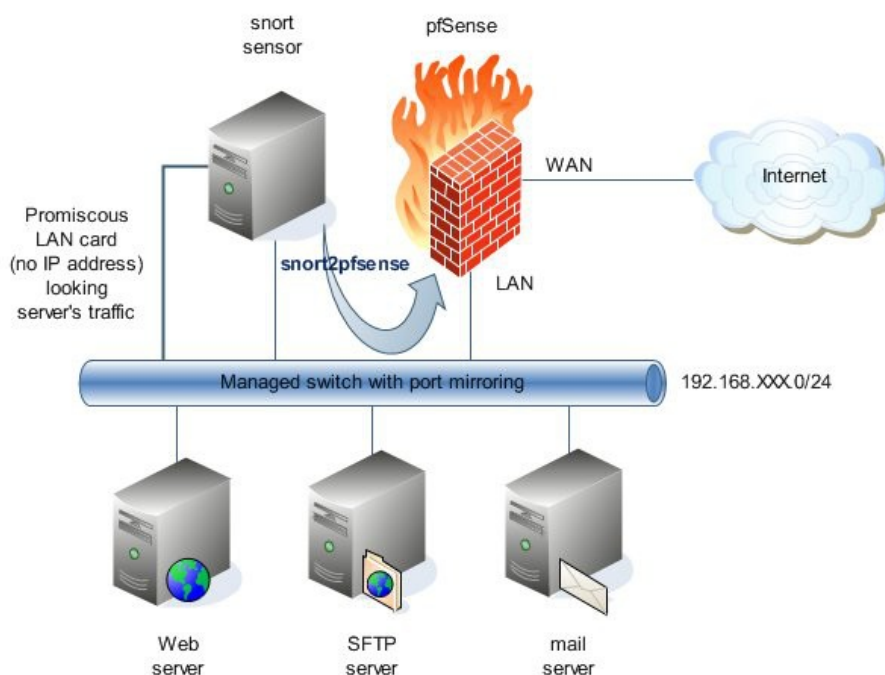 snort
sensor
pfSense
WAN
Internet
Promiscous
LAN card
(no IP address)
looking
server's traffic
snort2pfsense
LAN
Managed switch with port mirroring
192.168.XXX.0/24
Web
server
SFTP
server
mail
server